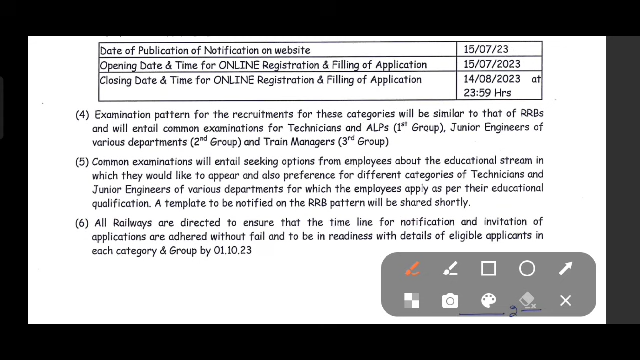 Date of Publication of Notification on website 15/07/23
Opening Date & Time for ONLINE Registration & Filling of Application 15/07/2023
Closing Date & Time for ONLINE Registration & Filling of Application 14/08/2023 at
23:59 Hrs
(4) Examination pattern for the recruitments for these categories will be similar to that of RRBs
and will entail common examinations for Technicians and ALPs (1st Group), Junior Engineers of
various departments (2nd Group) and Train Managers (3rd Group)
(5) Common examinations will entail seeking options from employees about the educational stream in
which they would like to appear and also preference for different categories of Technicians and
Junior Engineers of various departments for which the employees apply as per their educational
qualification. A template to be notified on the RRB pattern will be shared shortly.
(6) All Railways are directed to ensure that the time line for notification and invitation of
applications are adhered without fail and to be in readiness with details of eligible applicants in
each category & Group by 01.10.23
2